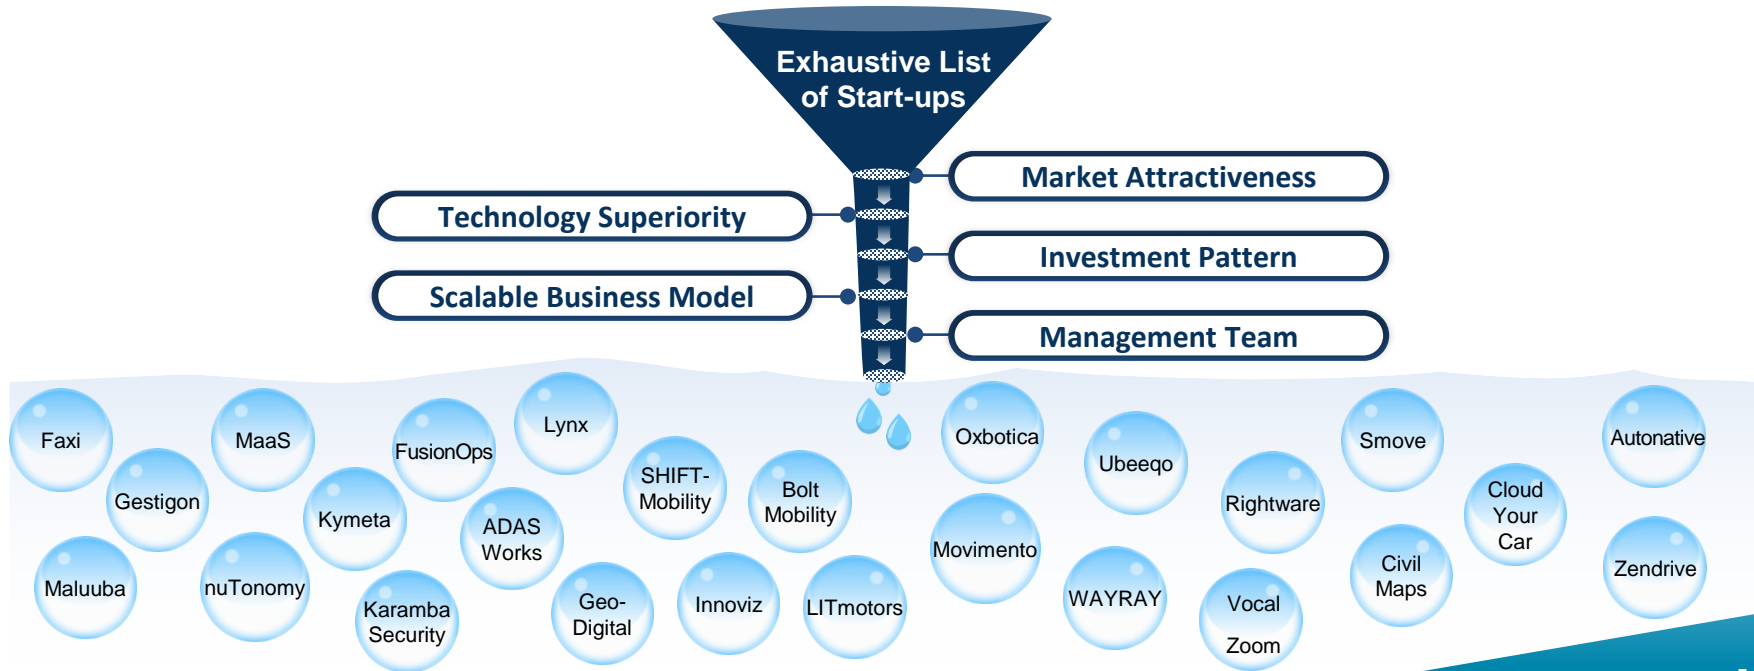 Exhaustive List
of Start-ups
Market Attractiveness
Technology Superiority
Investment Pattern
Scalable Business Model
Management Team
Faxi
MaaS
FusionOps
Lynx
Oxbotica
Smove
Autonative
Gestigon
Kymeta
ADAS
Works
SHIFT-
Mobility
Bolt
Mobility
Ubeeqo
Rightware
Cloud
Your
Car
Maluuba
nuTonomy
Karamba
Security
Geo-
Digital
Innoviz
LITmotors
Movimento
WAYRAY
Vocal
Zoom
Civil
Maps
Zendrive